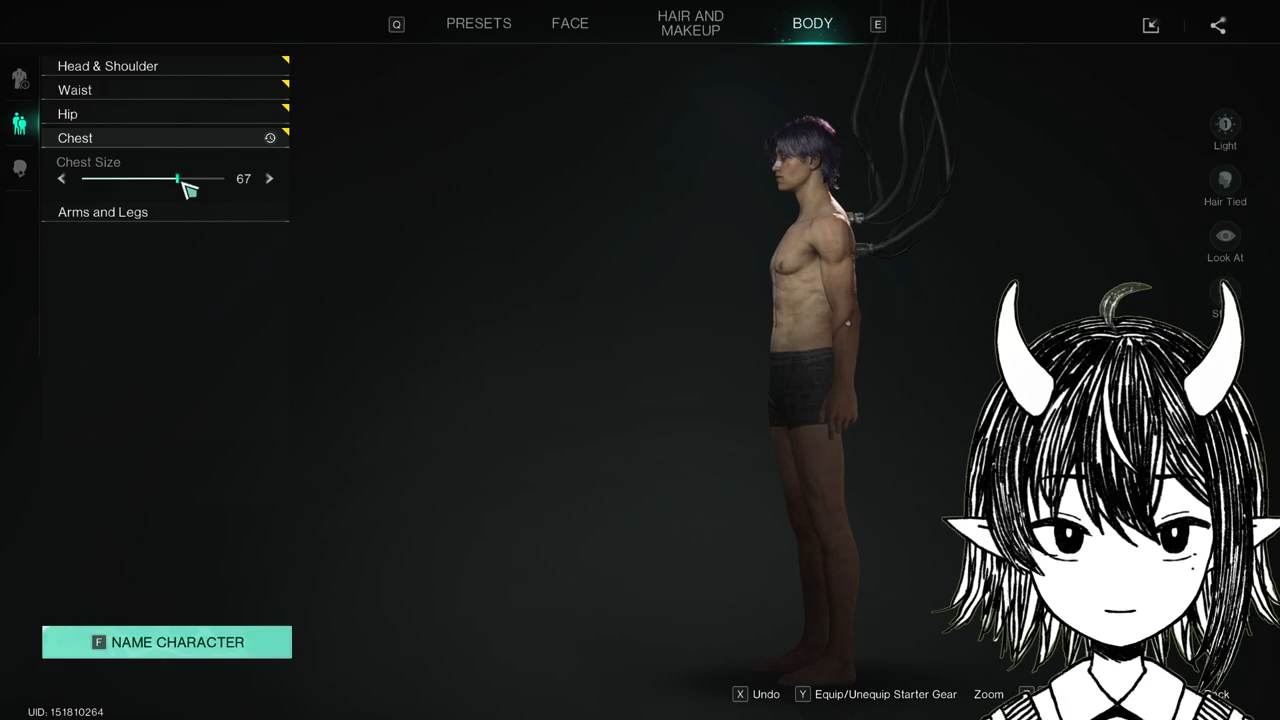 Q
PRESETS
FACE
HAIR AND
MAKEUP
BODY
E
Head & Shoulder
Waist
Hip
Chest
Chest Size
67
Arms and Legs
1
Light
Hair Tied
Look At
F NAME CHARACTER
X Undo
Y Equip/Unequip Starter Gear
Zoom
UID: 151810264